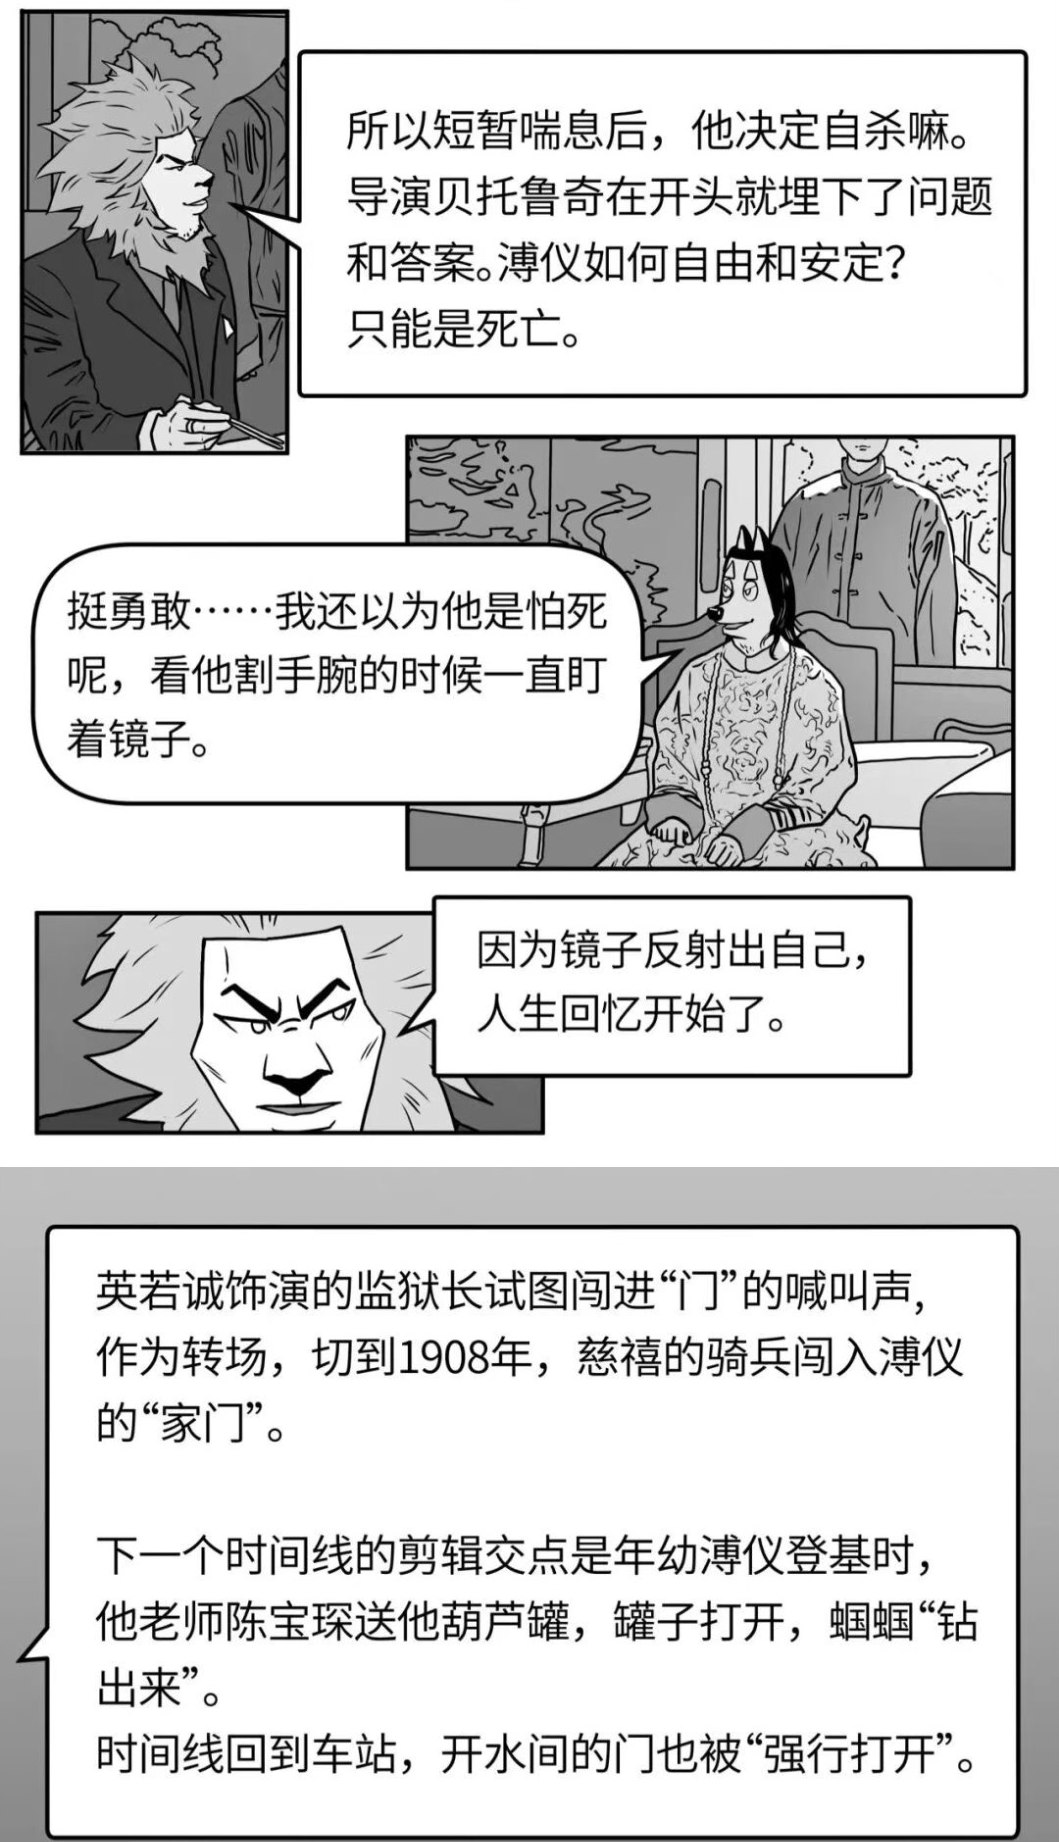 所以短暂喘息后，他决定自杀嘛。
导演贝托鲁奇在开头就埋下了问题
和答案。溥仪如何自由和安定？
只能是死亡。
挺勇敢……我还以为他是怕死
呢，看他割手腕的时候一直盯
着镜子。
因为镜子反射出自己，
人生回忆开始了。
英若诚饰演的监狱长试图闯进“门”的喊叫声，
作为转场，切到1908年，慈禧的骑兵闯入溥仪
的“家门”。
下一个时间线的剪辑交点是年幼溥仪登基时，
他老师陈宝琛送他葫芦罐，罐子打开，蝈蝈“钻
出来”。
时间线回到车站，开水间的门也被“强行打开”。